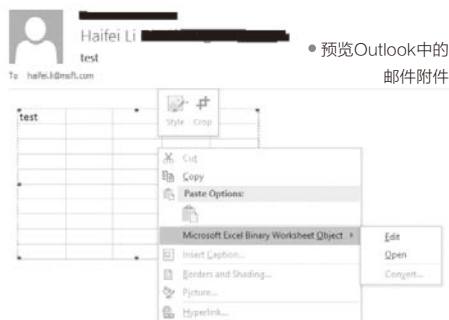 Haifei Li
test
To haifei.li@msft.com
• 预览Outlook中的
邮件附件
test
Style Crop
Cut
Copy
Paste Options:
Microsoft Excel Binary Worksheet Object
Edit
Open
Convert...
Insert Caption...
Borders and Shading...
Picture...
Hyperlink...